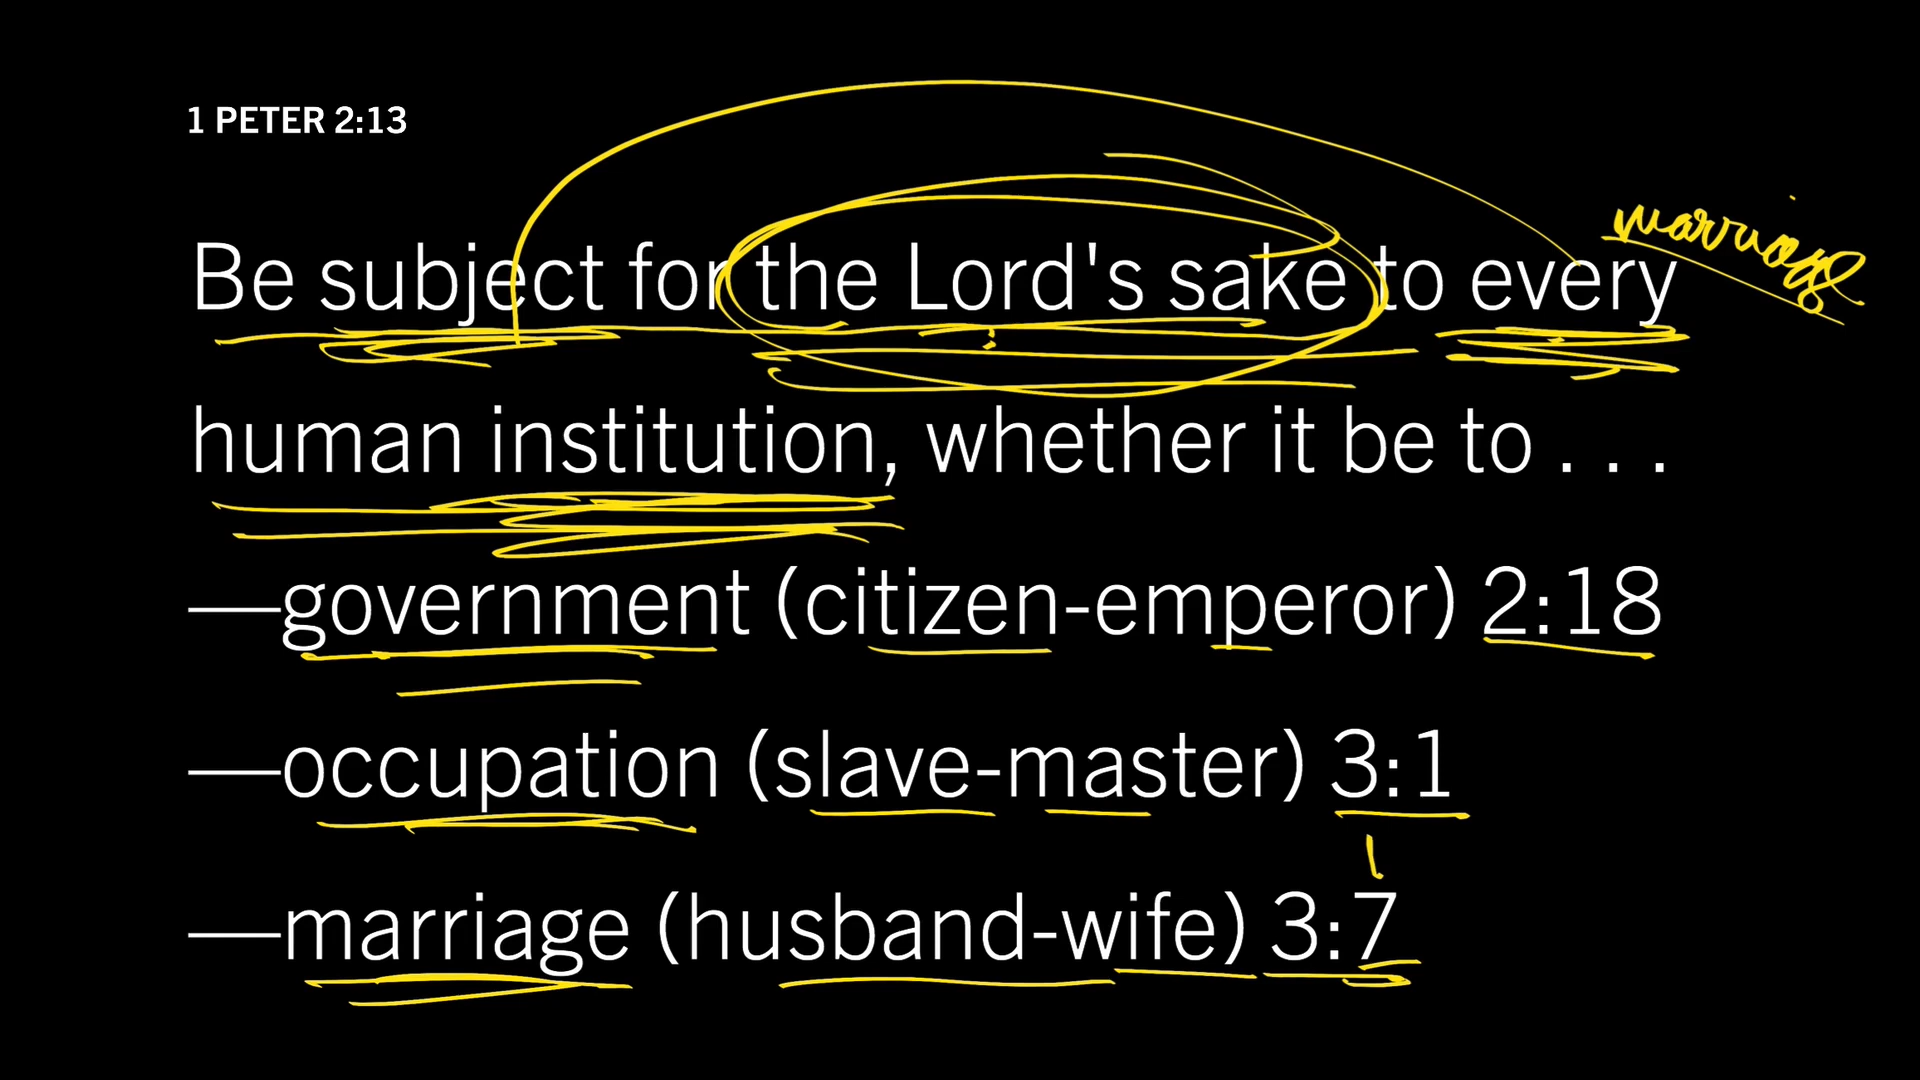 1 PETER 2:13
marriage
Be subject for the Lord's sake to every
human institution, whether it be to . . .
—government (citizen-emperor) 2:18
—occupation (slave-master) 3:1
—marriage (husband-wife) 3:7